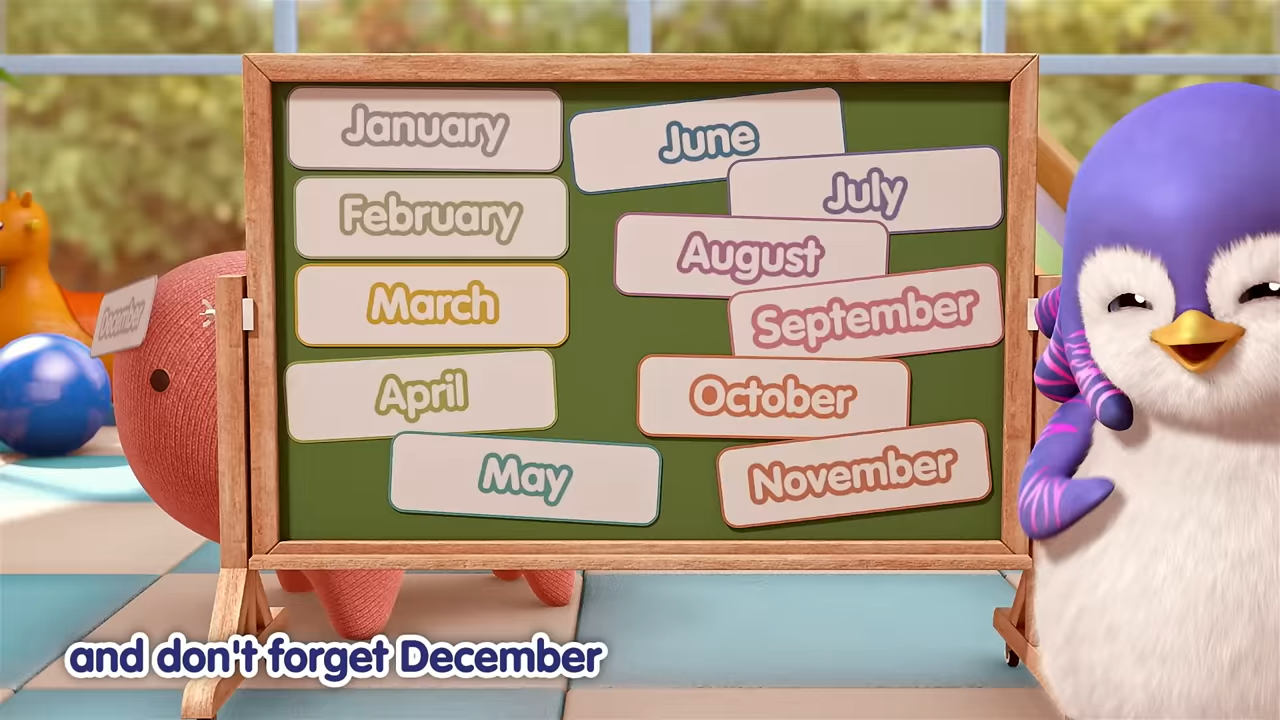 January
February
March
April
May
June
July
August
September
October
November
December
and don't forget December